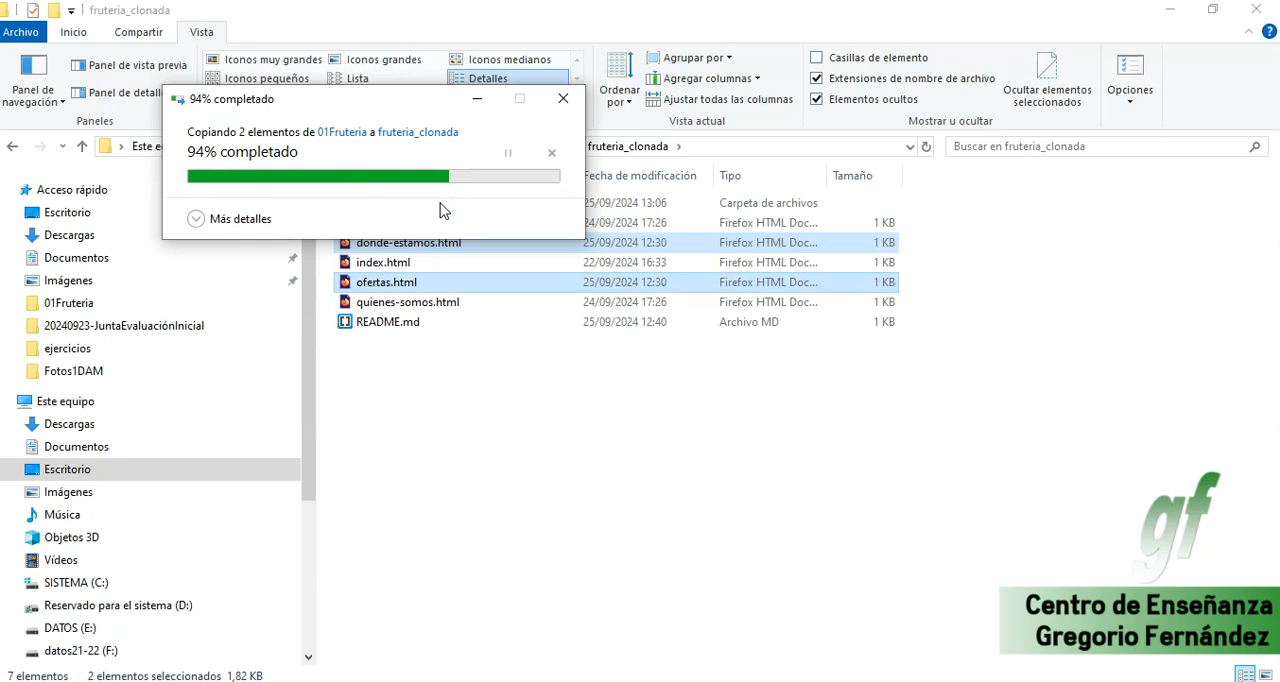 fruteria_clonada
Archivo Inicio Compartir Vista
Panel de navegación
Panel de vista previa
Panel de detall
Paneles
Iconos muy grandes Iconos grandes Iconos medianos
Iconos pequeños Lista Detalles
Ordenar por
Agrupar por
Agregar columnas
Ajustar todas las columnas
Vista actual
Casillas de elemento
Extensiones de nombre de archivo
Elementos ocultos
Ocultar elementos seleccionados
Mostrar u ocultar
Opciones
94% completado
Copiando 2 elementos de 01Fruteria a fruteria_clonada
94% completado
Más detalles
Este e
fruteria_clonada
Buscar en fruteria_clonada
Fecha de modificación Tipo Tamaño
25/09/2024 13:06 Carpeta de archivos
24/09/2024 17:26 Firefox HTML Doc... 1 KB
donde-estamos.html 25/09/2024 12:30 Firefox HTML Doc... 1 KB
index.html 22/09/2024 16:33 Firefox HTML Doc... 1 KB
ofertas.html 25/09/2024 12:30 Firefox HTML Doc... 1 KB
quienes-somos.html 24/09/2024 17:26 Firefox HTML Doc... 1 KB
README.md 25/09/2024 12:40 Archivo MD 1 KB
Acceso rápido
Escritorio
Descargas
Documentos
Imágenes
01Fruteria
20240923-JuntaEvaluaciónInicial
ejercicios
Fotos1DAM
Este equipo
Descargas
Documentos
Escritorio
Imágenes
Música
Objetos 3D
Vídeos
SISTEMA (C:)
Reservado para el sistema (D:)
DATOS (E:)
datos21-22 (F:)
7 elementos 2 elementos seleccionados 1,82 KB
gf
Centro de Enseñanza
Gregorio Fernández